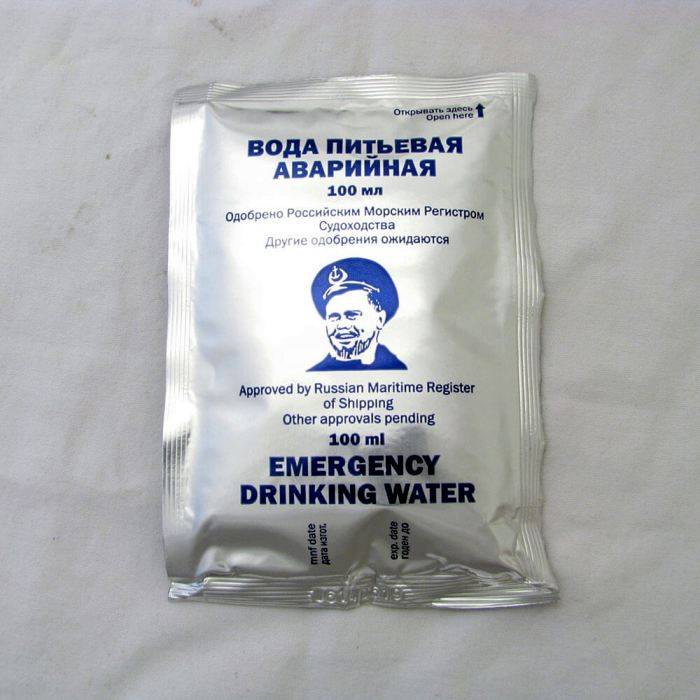 Открывать здесь
Open here
ВОДА ПИТЬЕВАЯ
АВАРИЙНАЯ
100 мл
Одобрено Российским Морским Регистром
Судоходства
Другие одобрения ожидаются
Approved by Russian Maritime Register
of Shipping
Other approvals pending
100 ml
EMERGENCY
DRINKING WATER
mnf date
дата изгот.
exp. date
годен до